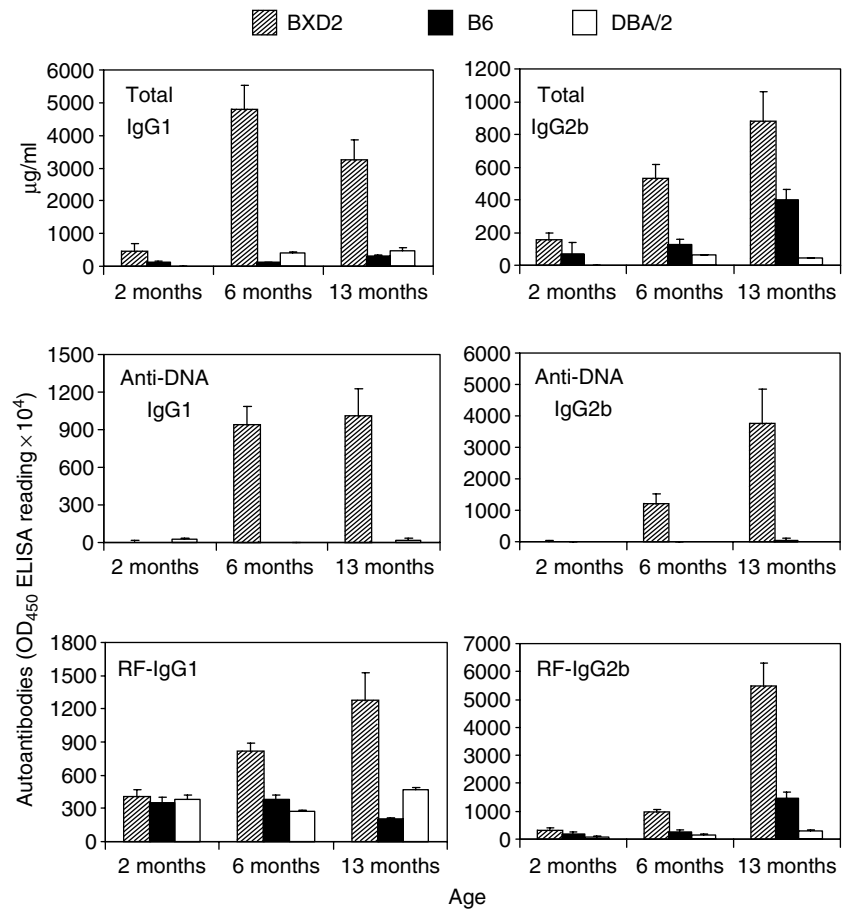 BXD2 B6 DBA/2
Total
IgG1
6000
5000
4000
3000
2000
1000
0
µg/ml
2 months 6 months 13 months
Total
IgG2b
1200
1000
800
600
400
200
0
2 months 6 months 13 months
Anti-DNA
IgG1
1500
1200
900
600
300
0
2 months 6 months 13 months
Anti-DNA
IgG2b
6000
5000
4000
3000
2000
1000
0
2 months 6 months 13 months
Autoantibodies (OD450 ELISA reading × 10⁴)
RF-IgG1
1800
1500
1200
900
600
300
0
2 months 6 months 13 months
RF-IgG2b
7000
6000
5000
4000
3000
2000
1000
0
2 months 6 months 13 months
Age